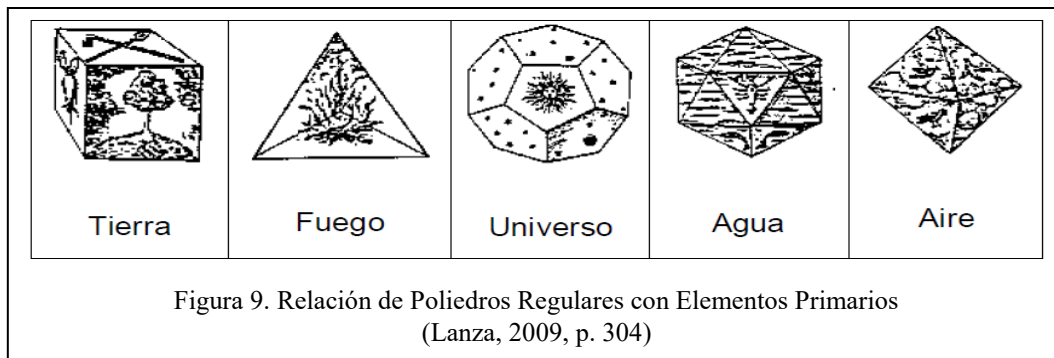 Tierra
Fuego
Universo
Agua
Aire
Figura 9. Relación de Poliedros Regulares con Elementos Primarios
(Lanza, 2009, p. 304)